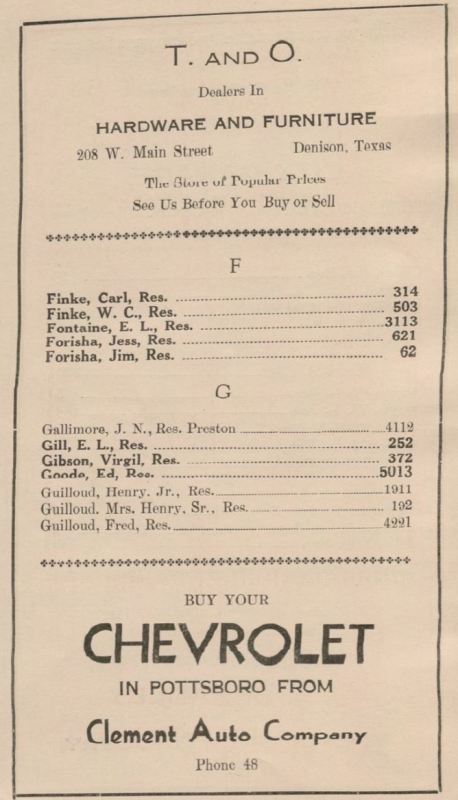 T. AND O.
Dealers In
HARDWARE AND FURNITURE
208 W. Main Street Denison, Texas
The Store of Popular Prices
See Us Before You Buy or Sell
F
Finke, Carl, Res. 314
Finke, W. C., Res. 503
Fontaine, E. L., Res. 3113
Forisha, Jess, Res. 621
Forisha, Jim, Res. 62
G
Gallimore, J. N., Res. Preston 4112
Gill, E. L., Res. 252
Gibson, Virgil, Res. 372
Goode, Ed, Res. 5013
Guilloud, Henry. Jr., Res. 1911
Guilloud. Mrs. Henry, Sr., Res. 192
Guilloud, Fred, Res. 4221
BUY YOUR
CHEVROLET
IN POTTSBORO FROM
Clement Auto Company
Phone 48